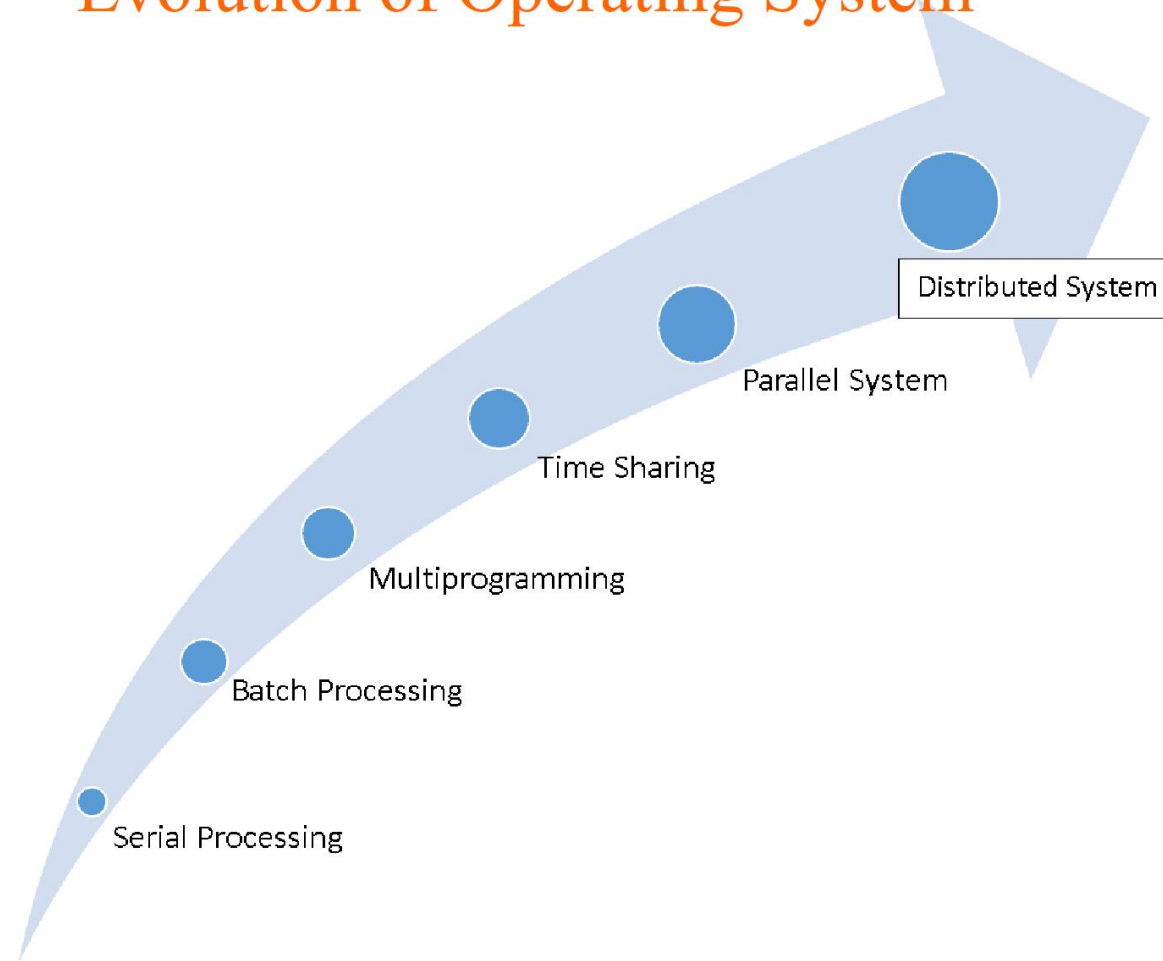 Evolution of Operating System
Distributed System
Parallel System
Time Sharing
Multiprogramming
Batch Processing
Serial Processing